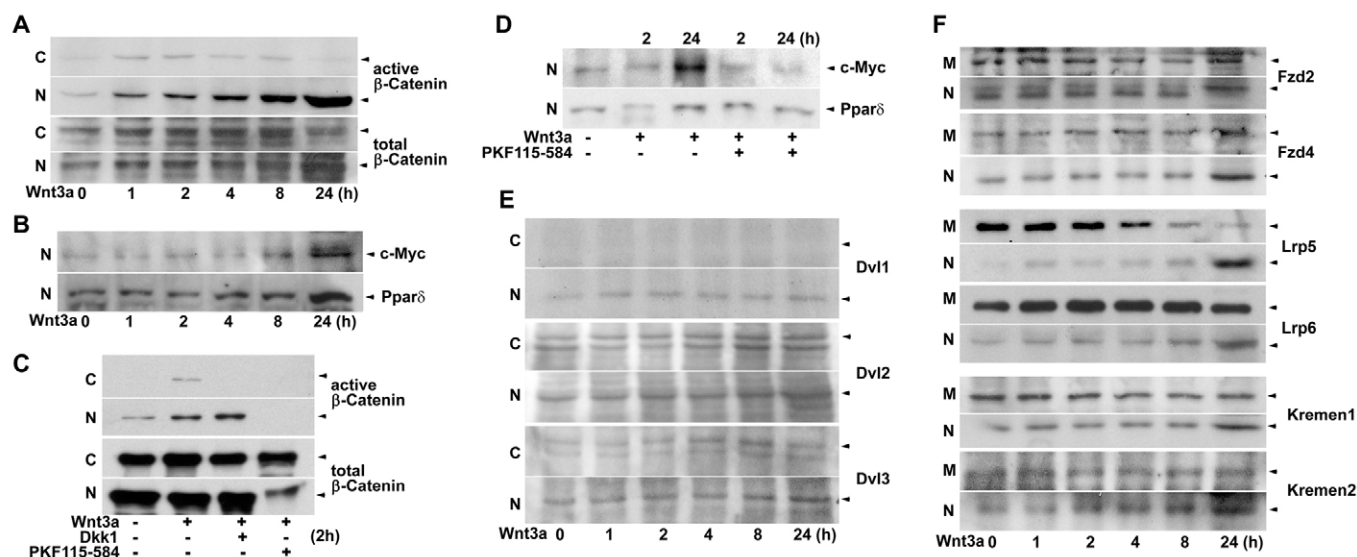 A
C
active
β-Catenin
N
C
total
β-Catenin
N
Wnt3a 0 1 2 4 8 24 (h)
B
N c-Myc
N Pparδ
Wnt3a 0 1 2 4 8 24 (h)
C
C active
β-Catenin
N
C
total
β-Catenin
N
Wnt3a - + + +
Dkk1 + (2h)
PKF115-584 - +
D
2 24 2 24 (h)
N c-Myc
N Pparδ
Wnt3a - + + + +
PKF115-584 - - - + +
E
C
Dvl1
N
C
Dvl2
N
C
Dvl3
N
Wnt3a 0 1 2 4 8 24 (h)
F
M
Fzd2
N
M
Fzd4
N
M
Lrp5
N
M
Lrp6
N
M
Kremen1
N
M
Kremen2
N
Wnt3a 0 1 2 4 8 24 (h)